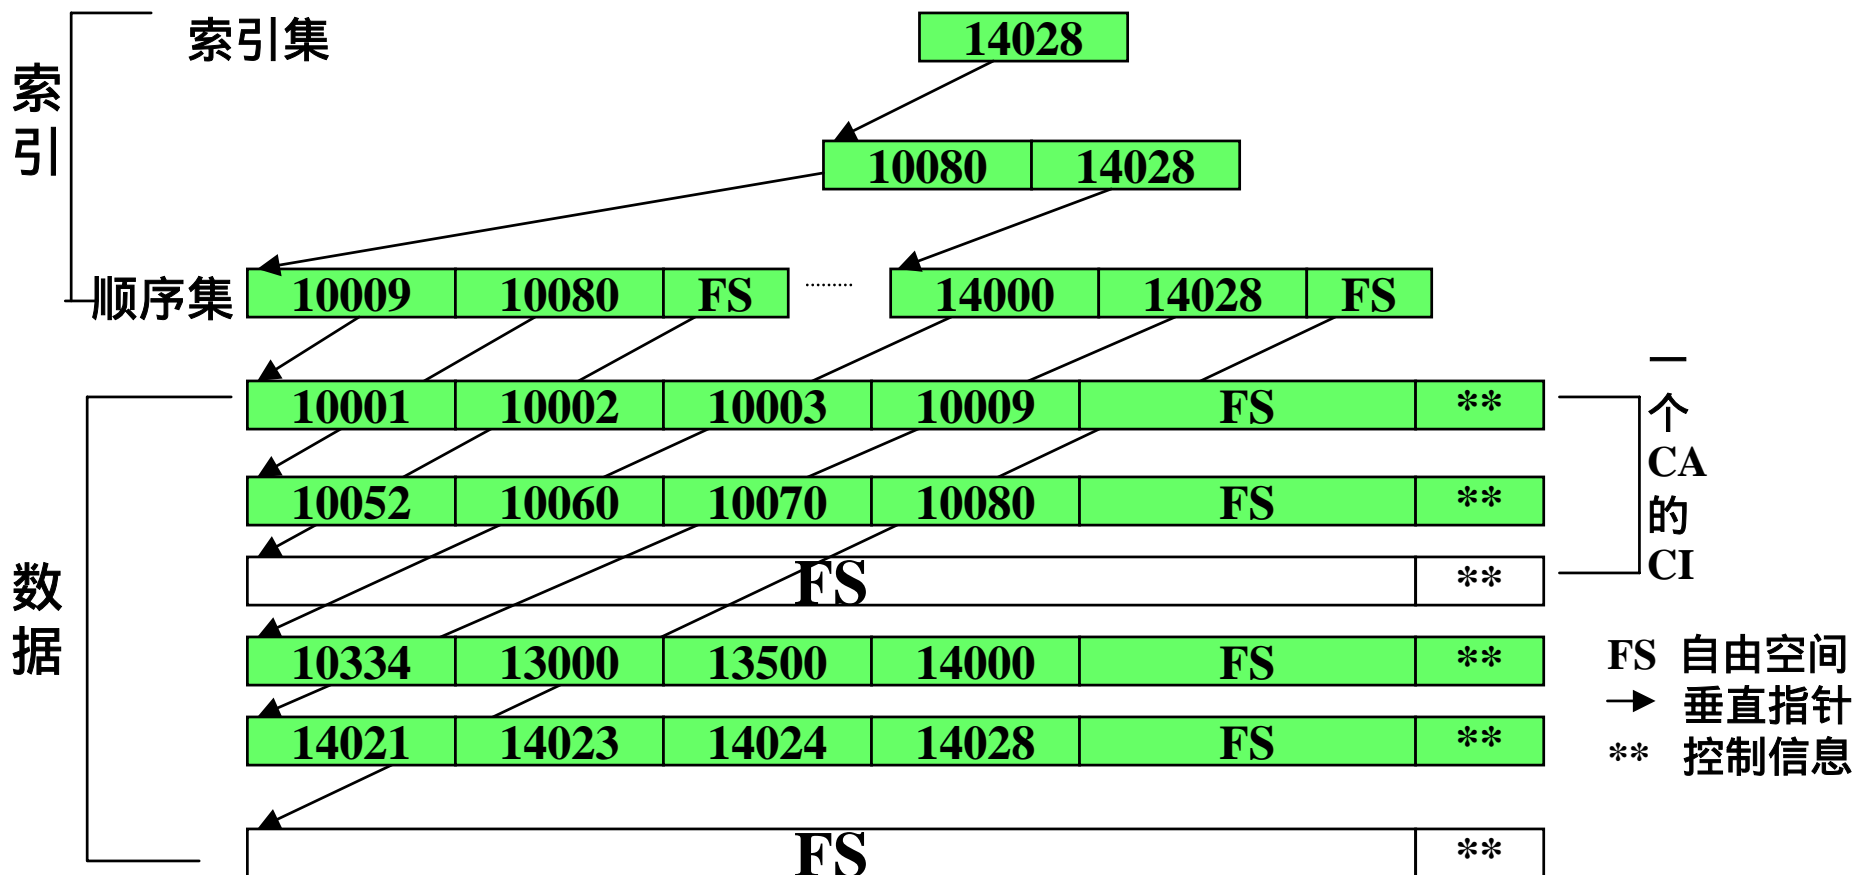 索引集
14028
索引
10080 14028
顺序集 10009 10080 FS ......... 14000 14028 FS
10001 10002 10003 10009 FS **
10052 10060 10070 10080 FS **
FS **
10334 13000 13500 14000 FS **
14021 14023 14024 14028 FS **
FS **
数据
一
个
CA
的
CI
FS 自由空间
垂直指针
** 控制信息